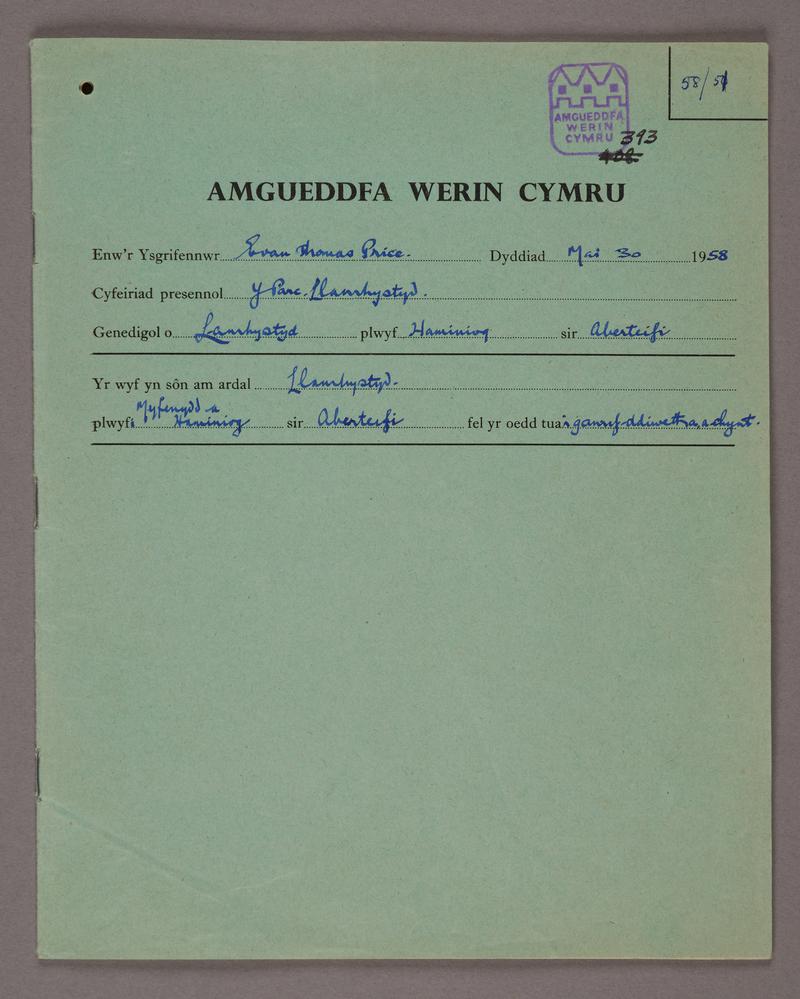 58/51
AMGUEDDFA
WERIN
CYMRU
393
408
AMGUEDDFA WERIN CYMRU
Enw'r Ysgrifennwr Evan Thomas Price. Dyddiad Mai 30 1958
Cyfeiriad presennol Y Parc. Llanrhystyd.
Genedigol o Lanrhystyd plwyf Haminiog sir Aberteifi
Yr wyf yn sôn am ardal Llanrhystyd.
Myfenydd a
plwyfi Haminiog sir Aberteifi fel yr oedd tua'r ganrif ddiwetha, a chynt.